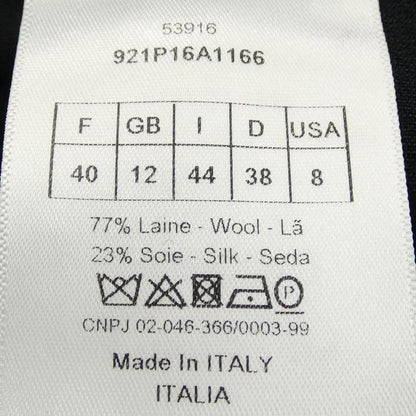 53916
921P16A1166
F GB I D USA
40 12 44 38 8
77% Laine - Wool - Lã
23% Soie - Silk - Seda
P
CNPJ 02-046-366/0003-99
Made In ITALY
ITALIA